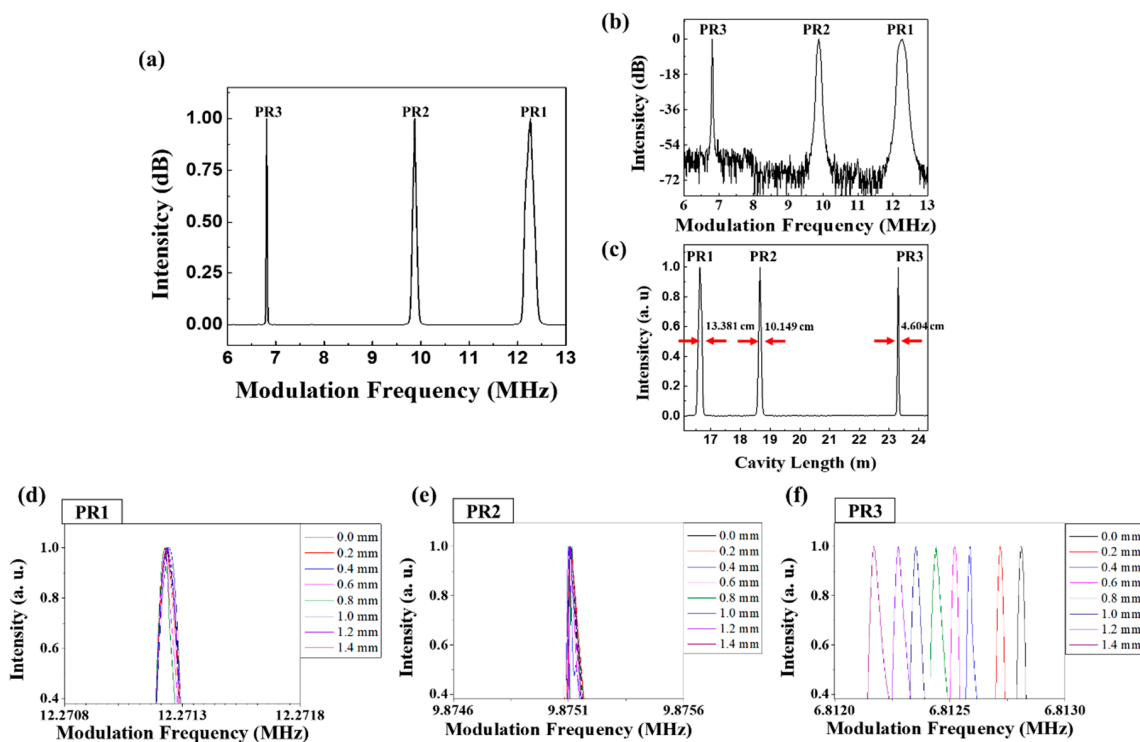 (a)
PR3 PR2 PR1
1.00
0.75
0.50
0.25
0.00
Intensitcy (dB)
6 7 8 9 10 11 12 13
Modulation Frequency (MHz)
(b)
PR3 PR2 PR1
0
-18
-36
-54
-72
Intensitcy (dB)
6 7 8 9 10 11 12 13
Modulation Frequency (MHz)
(c)
PR1 PR2 PR3
1.0
0.8
0.6
0.4
0.2
0.0
Intensitcy (a. u)
13.381 cm 10.149 cm 4.604 cm
17 18 19 20 21 22 23 24
Cavity Length (m)
(d)
PR1
1.0
0.8
0.6
0.4
Intensity (a. u.)
0.0 mm
0.2 mm
0.4 mm
0.6 mm
0.8 mm
1.0 mm
1.2 mm
1.4 mm
12.2708 12.2713 12.2718
Modulation Frequency (MHz)
(e)
PR2
1.0
0.8
0.6
0.4
Intensity (a. u.)
0.0 mm
0.2 mm
0.4 mm
0.6 mm
0.8 mm
1.0 mm
1.2 mm
1.4 mm
9.8746 9.8751 9.8756
Modulation Frequency (MHz)
(f)
PR3
1.0
0.8
0.6
0.4
Intensity (a. u.)
0.0 mm
0.2 mm
0.4 mm
0.6 mm
0.8 mm
1.0 mm
1.2 mm
1.4 mm
6.8120 6.8125 6.8130
Modulation Frequency (MHz)